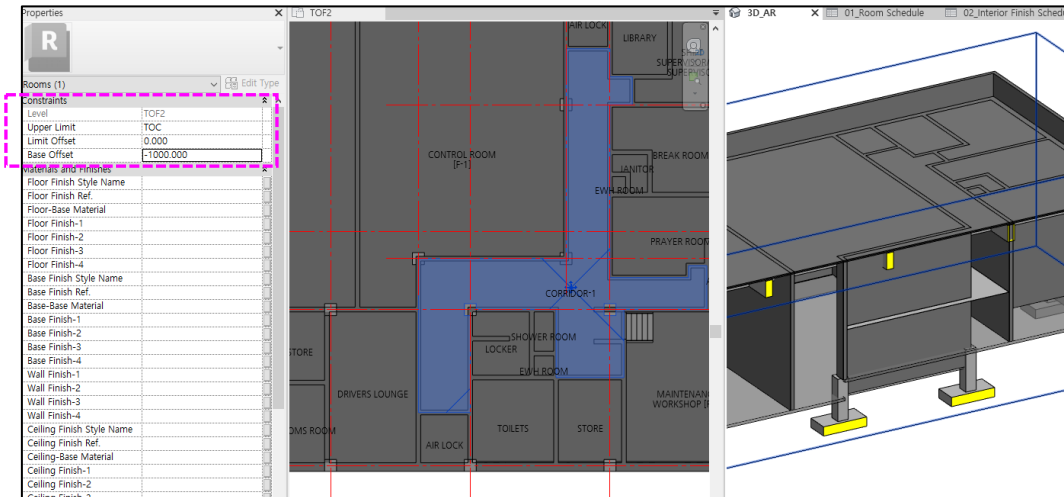 Properties
R
Rooms (1)
Edit Type
Constraints
Level TOF2
Upper Limit TOC
Limit Offset 0.000
Base Offset -1000.000
Materials and Finishes
Floor Finish Style Name
Floor Finish Ref.
Floor-Base Material
Floor Finish-1
Floor Finish-2
Floor Finish-3
Floor Finish-4
Base Finish Style Name
Base Finish Ref.
Base-Base Material
Base Finish-1
Base Finish-2
Base Finish-3
Base Finish-4
Wall Finish-1
Wall Finish-2
Wall Finish-3
Wall Finish-4
Ceiling Finish Style Name
Ceiling Finish Ref.
Ceiling-Base Material
Ceiling Finish-1
Ceiling Finish-2
TOF2
AIR LOCK
LIBRARY
CONTROL ROOM
[F-1]
BREAK ROOM
JANITOR
EWH ROOM
PRAYER ROOM
CORRIDOR-1
SHOWER ROOM
LOCKER
STORE
EWH ROOM
DRIVERS LOUNGE
MAINTENAN
WORKSHOP
OMS ROOM
TOILETS
STORE
AIR LOCK
3D_AR
01_Room Schedule
02_Interior Finish Sched